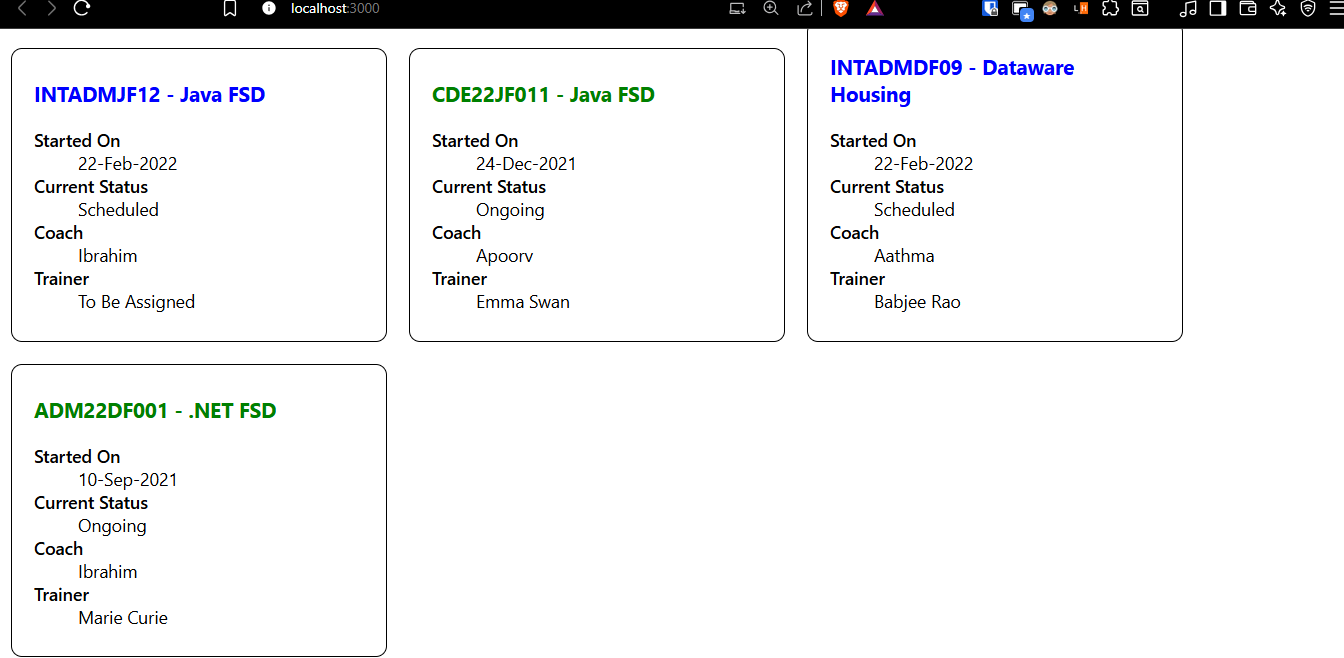 localhost:3000
INTADMJF12 - Java FSD
Started On
22-Feb-2022
Current Status
Scheduled
Coach
Ibrahim
Trainer
To Be Assigned
CDE22JF011 - Java FSD
Started On
24-Dec-2021
Current Status
Ongoing
Coach
Apoorv
Trainer
Emma Swan
INTADMDF09 - Dataware
Housing
Started On
22-Feb-2022
Current Status
Scheduled
Coach
Aathma
Trainer
Babjee Rao
ADM22DF001 - .NET FSD
Started On
10-Sep-2021
Current Status
Ongoing
Coach
Ibrahim
Trainer
Marie Curie